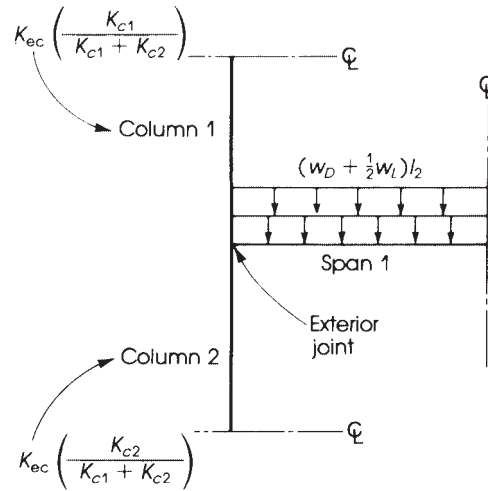 K_ec (K_c1 / (K_c1 + K_c2))
℄
℄
Column 1
(w_D + ½w_L)l_2
Span 1
Exterior
joint
Column 2
℄
K_ec (K_c2 / (K_c1 + K_c2))